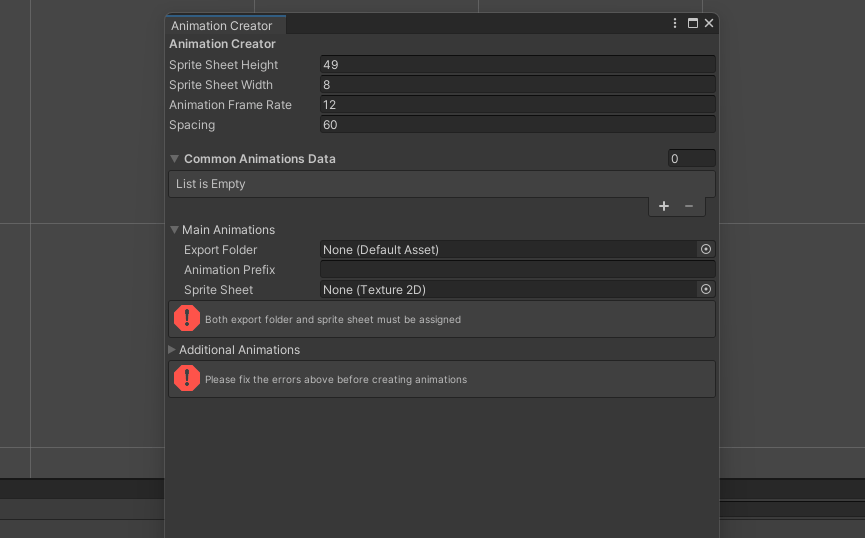 Animation Creator
Animation Creator
Sprite Sheet Height 49
Sprite Sheet Width 8
Animation Frame Rate 12
Spacing 60
Common Animations Data 0
List is Empty
+ −
Main Animations
Export Folder None (Default Asset)
Animation Prefix
Sprite Sheet None (Texture 2D)
Both export folder and sprite sheet must be assigned
Additional Animations
Please fix the errors above before creating animations